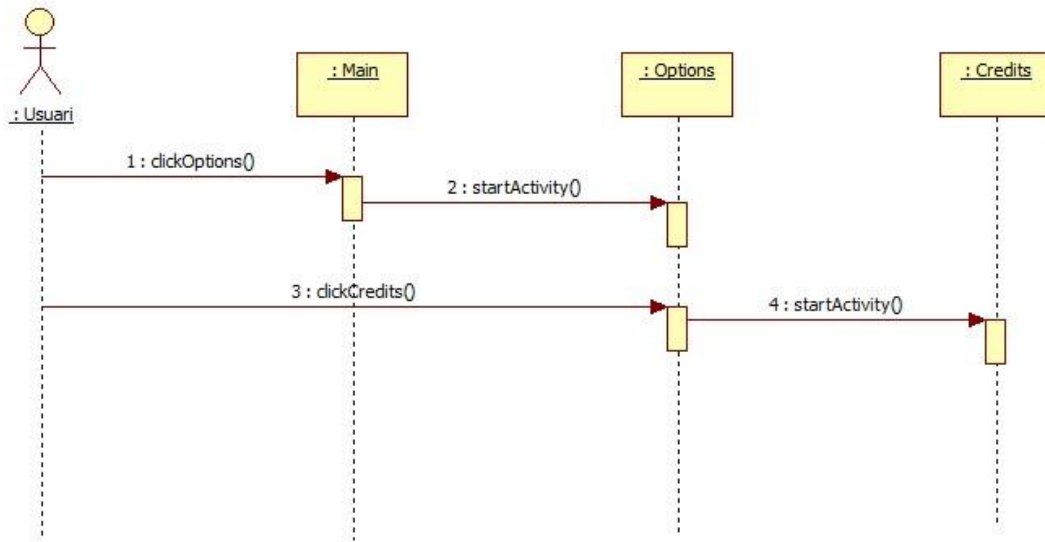 : Main
: Options
: Credits
: Usuari
1 : clickOptions()
2 : startActivity()
3 : clickCredits()
4 : startActivity()